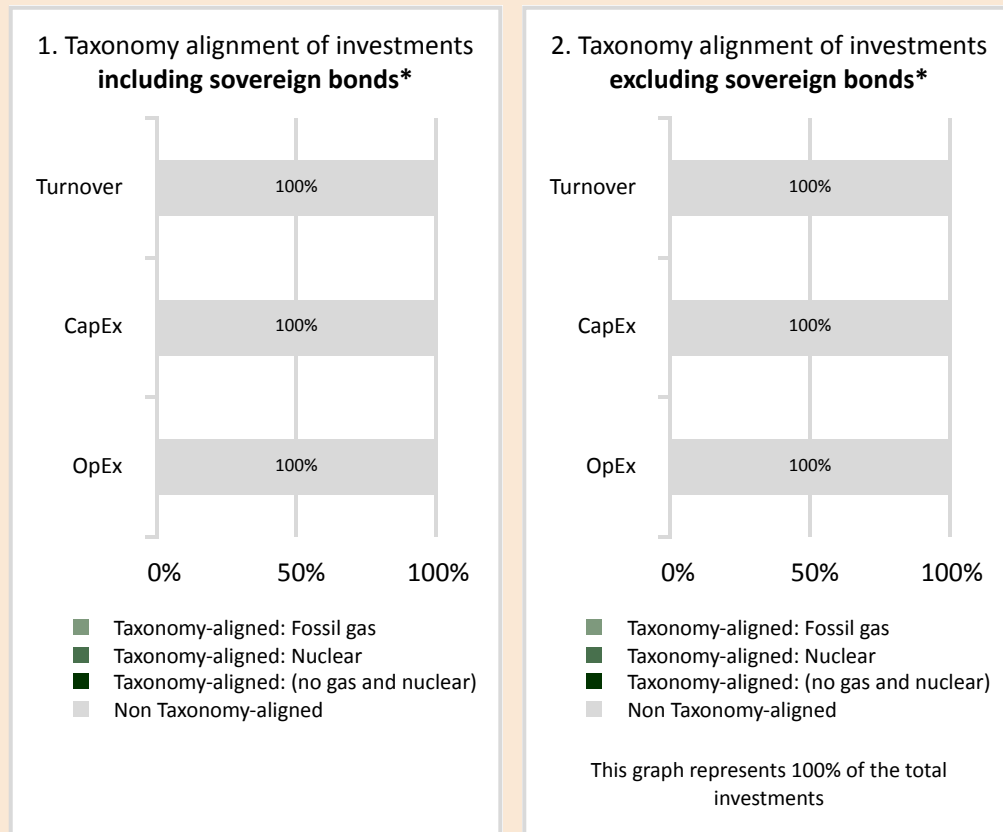 1. Taxonomy alignment of investments
including sovereign bonds*
Turnover
100%
CapEx
100%
OpEx
100%
0%
50%
100%
Taxonomy-aligned: Fossil gas
Taxonomy-aligned: Nuclear
Taxonomy-aligned: (no gas and nuclear)
Non Taxonomy-aligned
2. Taxonomy alignment of investments
excluding sovereign bonds*
Turnover
100%
CapEx
100%
OpEx
100%
0%
50%
100%
Taxonomy-aligned: Fossil gas
Taxonomy-aligned: Nuclear
Taxonomy-aligned: (no gas and nuclear)
Non Taxonomy-aligned
This graph represents 100% of the total
investments